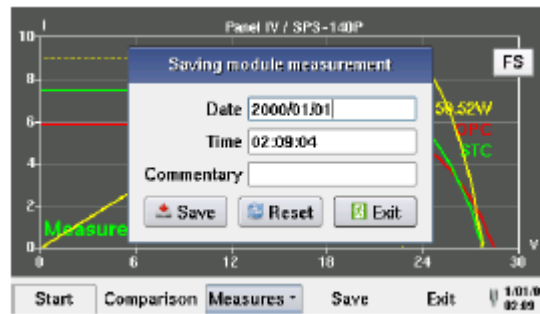 I
Panel IV / SPS-140P
10
FS
Saving module measurement
8
Date 2000/01/01
6
Time 02:09:04
OPC
STC
4
Commentary
2
Save Reset Exit
Measure
0
0 6 12 18 24 30
V
Start Comparison Measures Save Exit
02:09